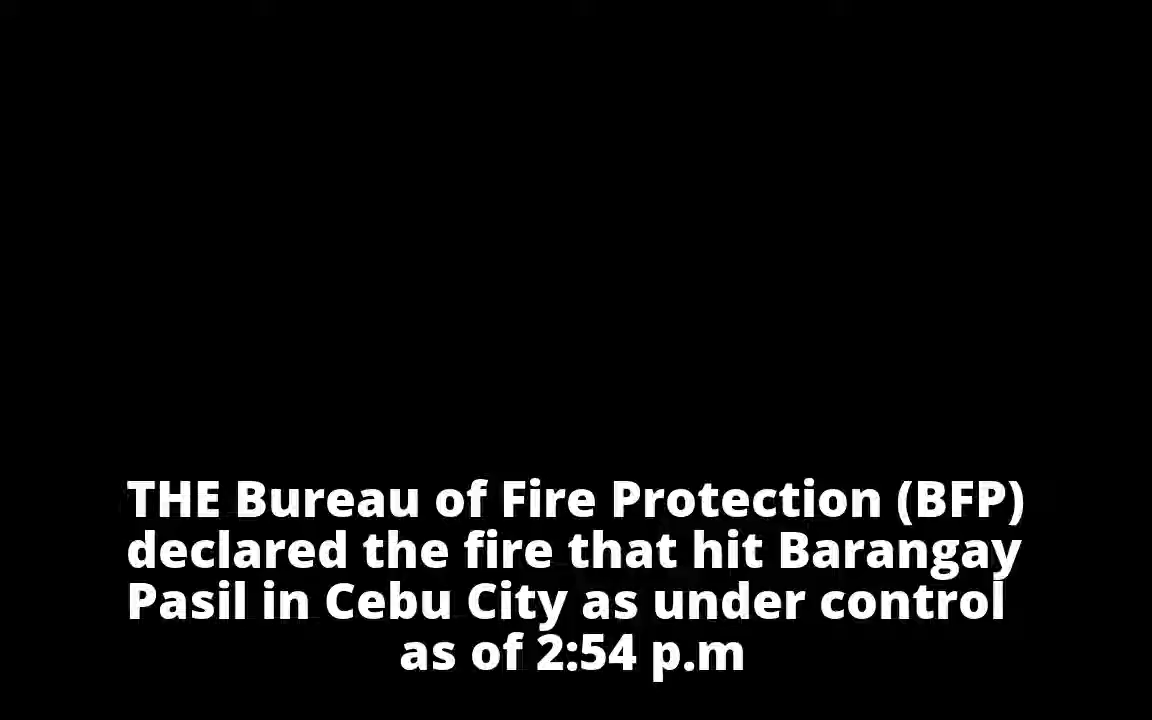 THE Bureau of Fire Protection (BFP)
declared the fire that hit Barangay
Pasil in Cebu City as under control
as of 2:54 p.m